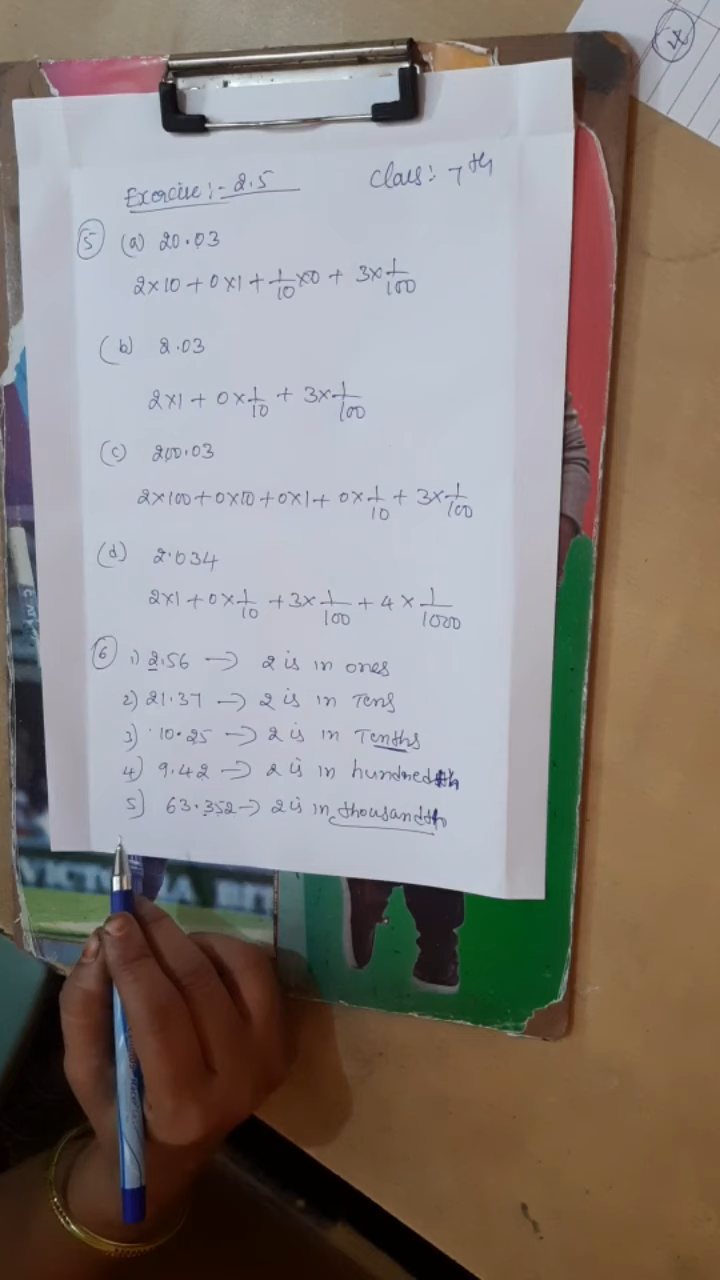 Exercise :- 2.5
Class: 7th
5 (a) 20.03
2×10 + 0×1 + 1/10 ×0 + 3× 1/100
(b) 2.03
2×1 + 0× 1/10 + 3× 1/100
(c) 200.03
2×100 + 0×10 + 0×1 + 0× 1/10 + 3× 1/100
(d) 2.034
2×1 + 0× 1/10 + 3× 1/100 + 4× 1/1000
6 1) 2.56 → 2 is in ones
2) 21.37 → 2 is in Tens
3) 10.25 → 2 is in Tenths
4) 9.42 → 2 is in hundredth
5) 63.352 → 2 is in thousandth